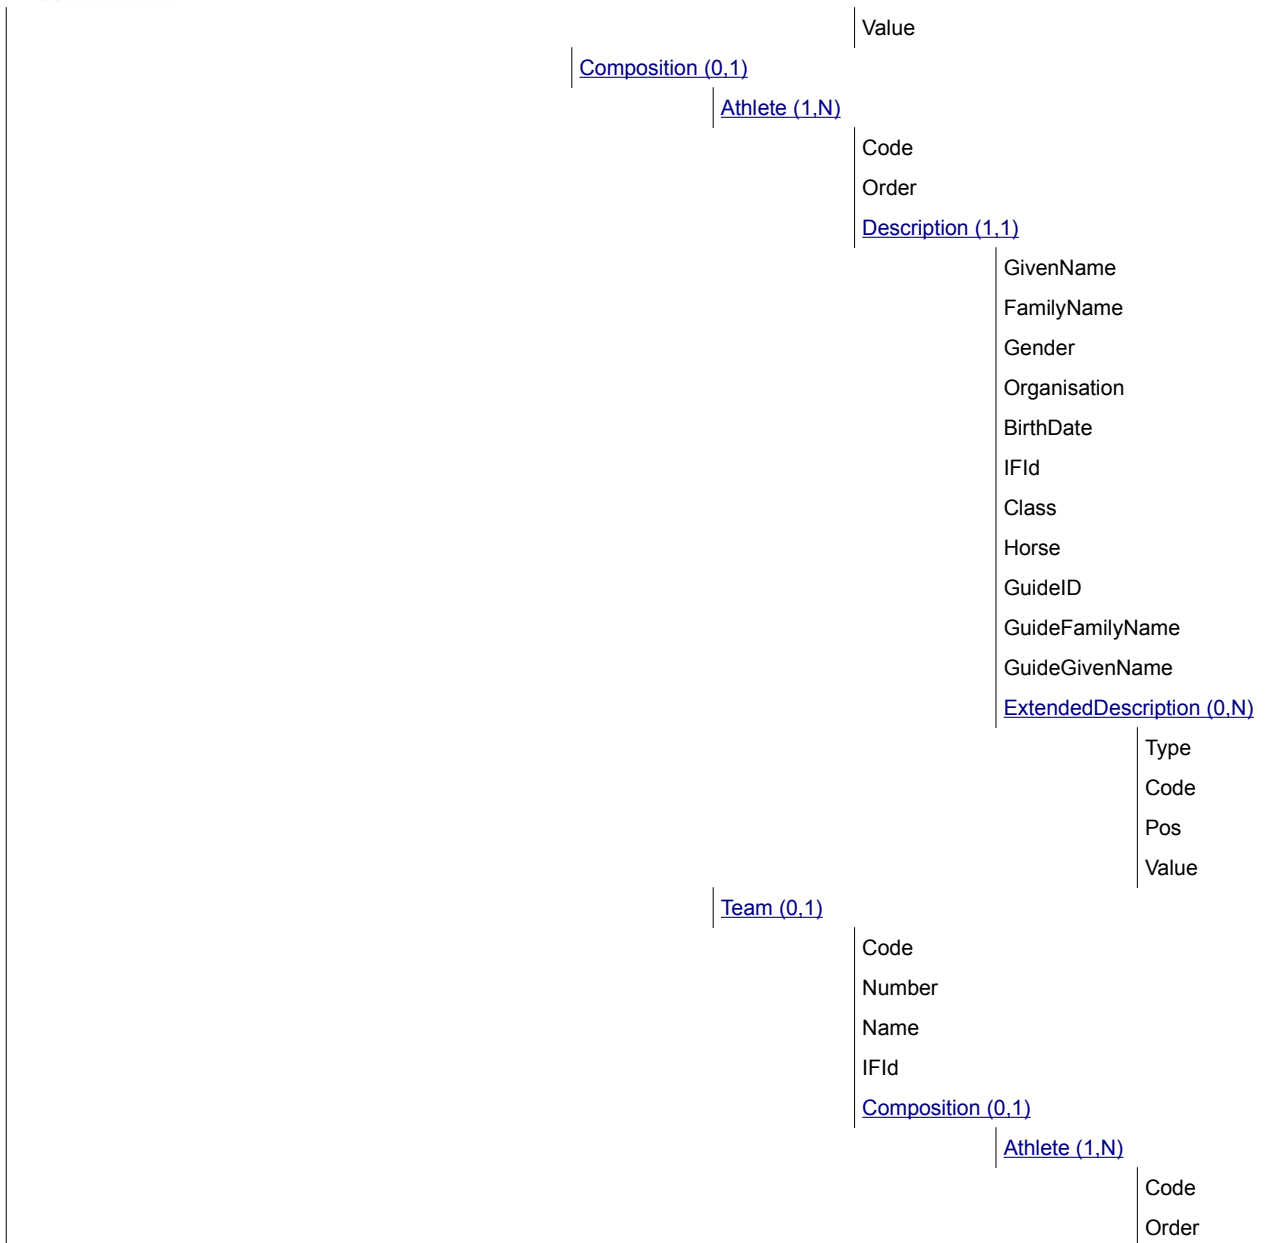 Value
Composition (0,1)
Athlete (1,N)
Code
Order
Description (1,1)
GivenName
FamilyName
Gender
Organisation
BirthDate
IFId
Class
Horse
GuideID
GuideFamilyName
GuideGivenName
ExtendedDescription (0,N)
Type
Code
Pos
Value
Team (0,1)
Code
Number
Name
IFId
Composition (0,1)
Athlete (1,N)
Code
Order